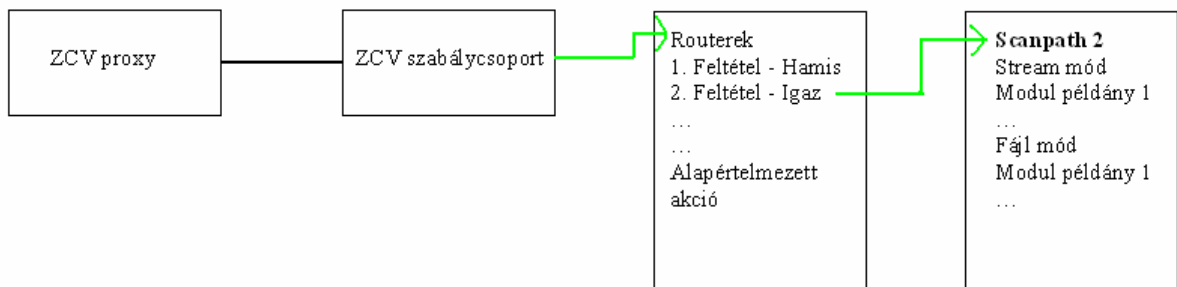 ZCV proxy
ZCV szabálycsoport
Routerek
1. Feltétel - Hamis
2. Feltétel - Igaz
...
...
Alapértelmezett
akció
Scanpath 2
Stream mód
Modul példány 1
...
Fájl mód
Modul példány 1
...